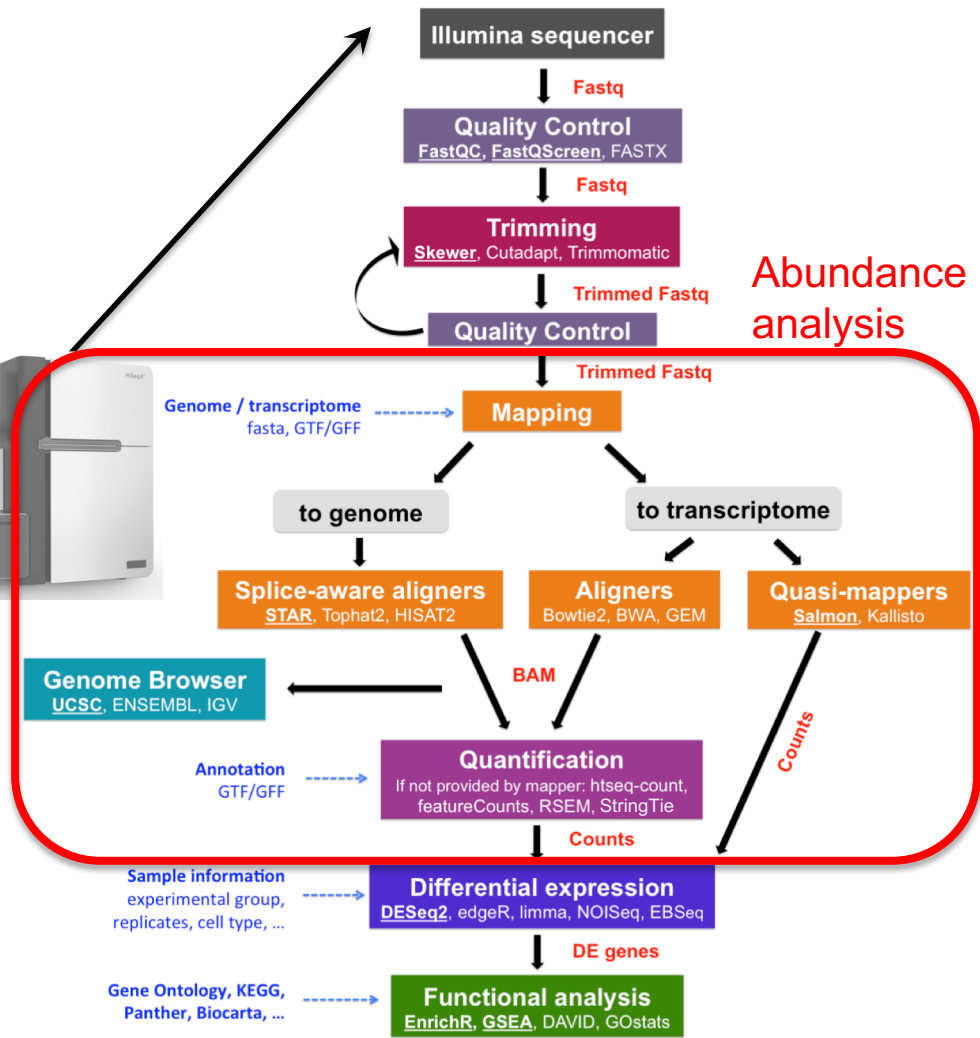 Illumina sequencer
Fastq
Quality Control
FastQC, FastQScreen, FASTX
Fastq
Trimming
Skewer, Cutadapt, Trimmomatic
Trimmed Fastq
Abundance
analysis
Quality Control
Trimmed Fastq
HiSeqX
Genome / transcriptome
fasta, GTF/GFF
Mapping
to genome
to transcriptome
Splice-aware aligners
STAR, Tophat2, HISAT2
Aligners
Bowtie2, BWA, GEM
Quasi-mappers
Salmon, Kallisto
BAM
Genome Browser
UCSC, ENSEMBL, IGV
Counts
Annotation
GTF/GFF
Quantification
If not provided by mapper: htseq-count,
featureCounts, RSEM, StringTie
Counts
Sample information
experimental group,
replicates, cell type, ...
Differential expression
DESeq2, edgeR, limma, NOISeq, EBSeq
DE genes
Gene Ontology, KEGG,
Panther, Biocarta, ...
Functional analysis
EnrichR, GSEA, DAVID, GOstats